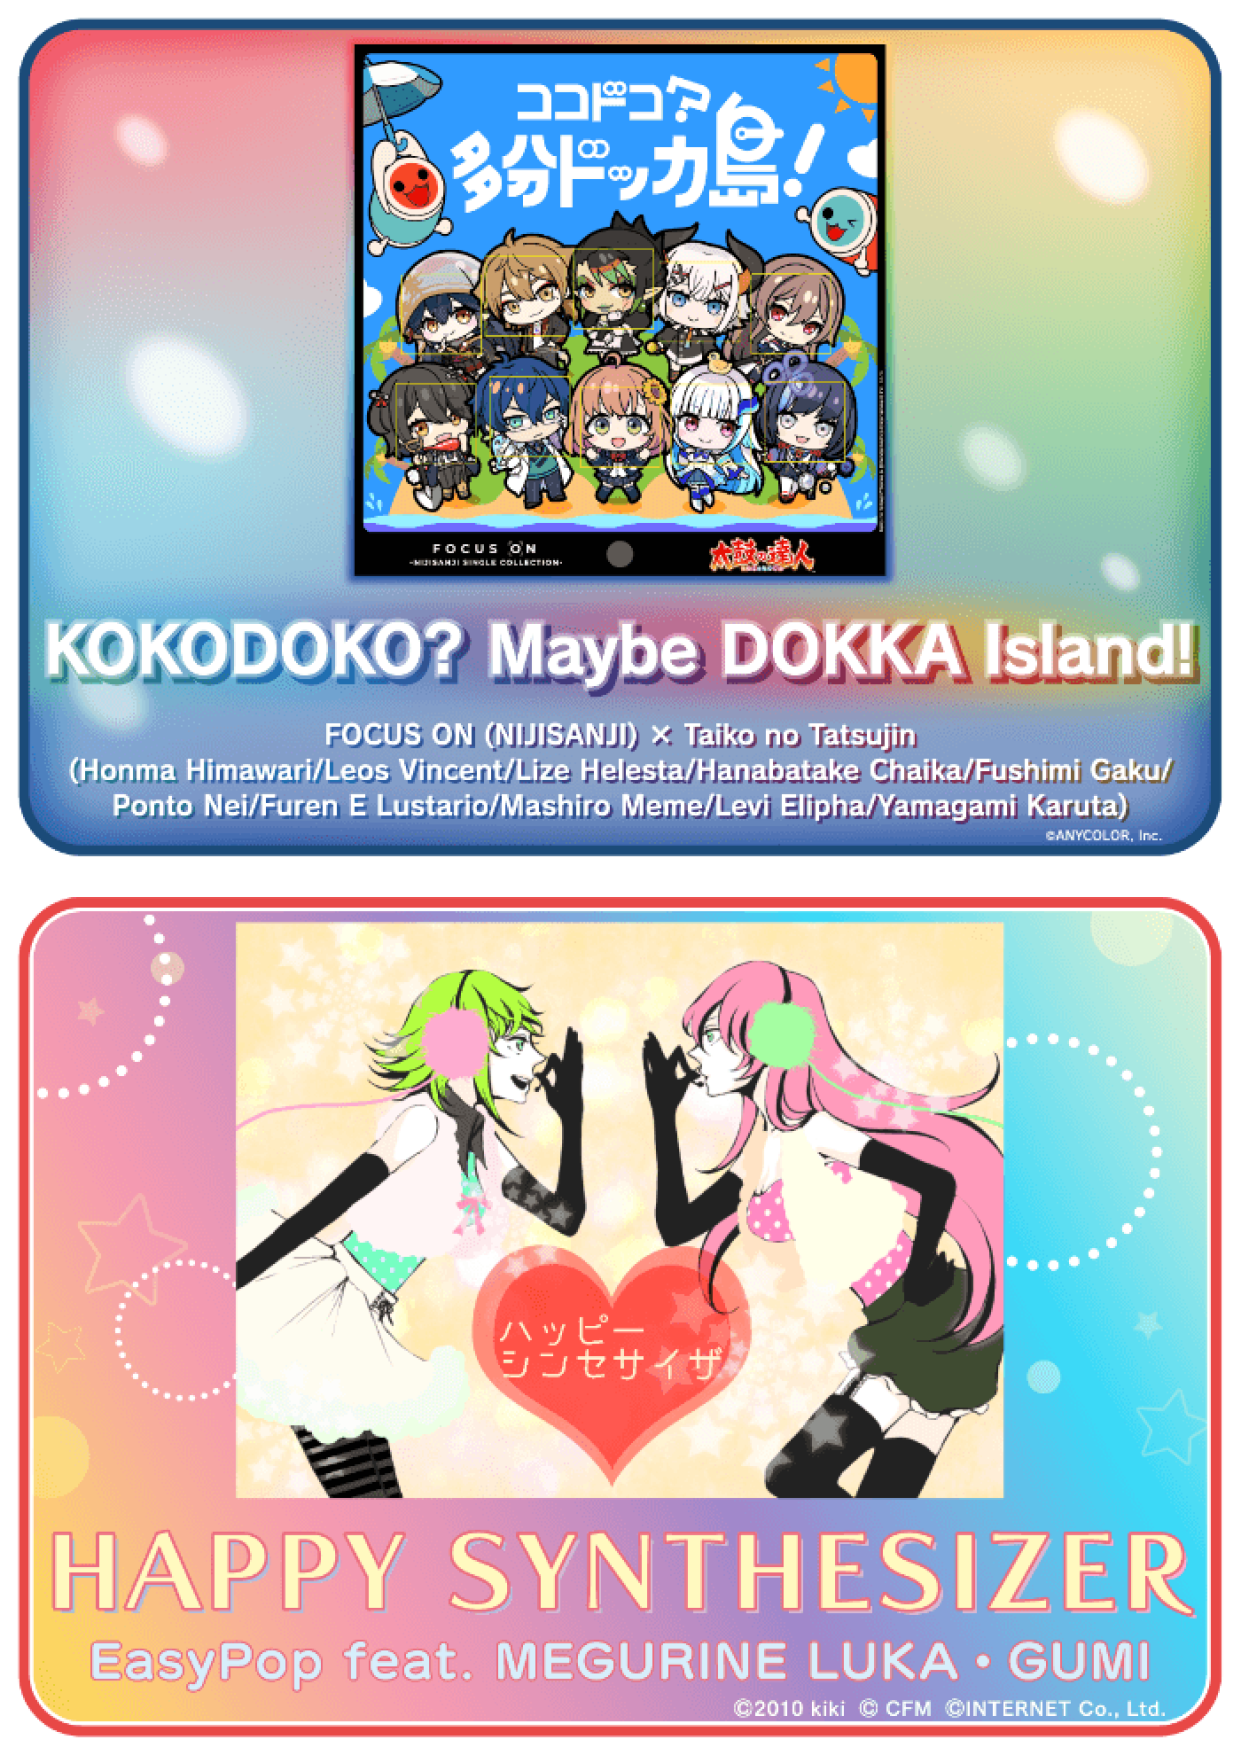 ココドコ?
多分ドッカ島!
FOCUS ON
-NIJISANJI SINGLE COLLECTION-
太鼓の達人
KOKODOKO? Maybe DOKKA Island!
FOCUS ON (NIJISANJI) × Taiko no Tatsujin
(Honma Himawari/Leos Vincent/Lize Helesta/Hanabatake Chaika/Fushimi Gaku/
Ponto Nei/Furen E Lustario/Mashiro Meme/Levi Elipha/Yamagami Karuta)
©ANYCOLOR, Inc.
ハッピー
シンセサイザ
HAPPY SYNTHESIZER
EasyPop feat. MEGURINE LUKA・GUMI
©2010 kiki © CFM ©INTERNET Co., Ltd.